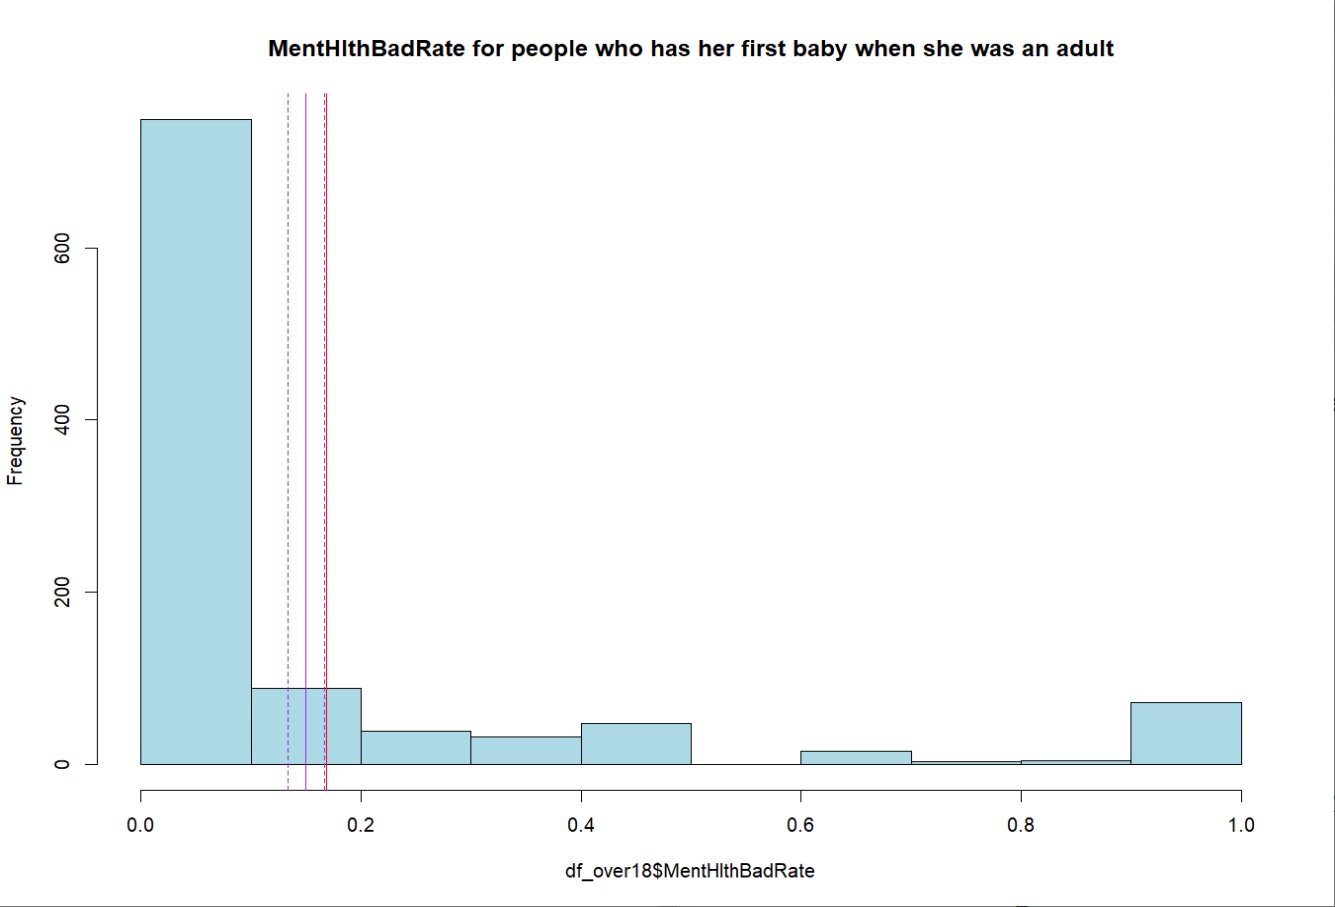 MentHlthBadRate for people who has her first baby when she was an adult
Frequency
600
400
200
0
0.0 0.2 0.4 0.6 0.8 1.0
df_over18$MentHlthBadRate